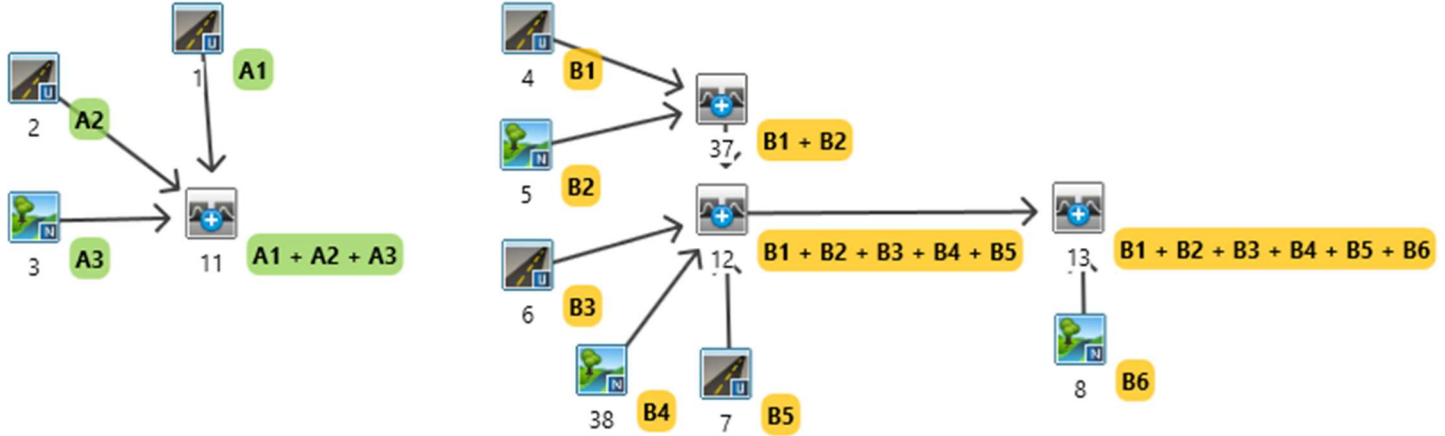 U
1
A1
U
2
A2
N
3
A3
11
A1 + A2 + A3
U
4
B1
N
5
B2
37
B1 + B2
U
6
B3
12
B1 + B2 + B3 + B4 + B5
N
38
B4
U
7
B5
13
B1 + B2 + B3 + B4 + B5 + B6
N
8
B6